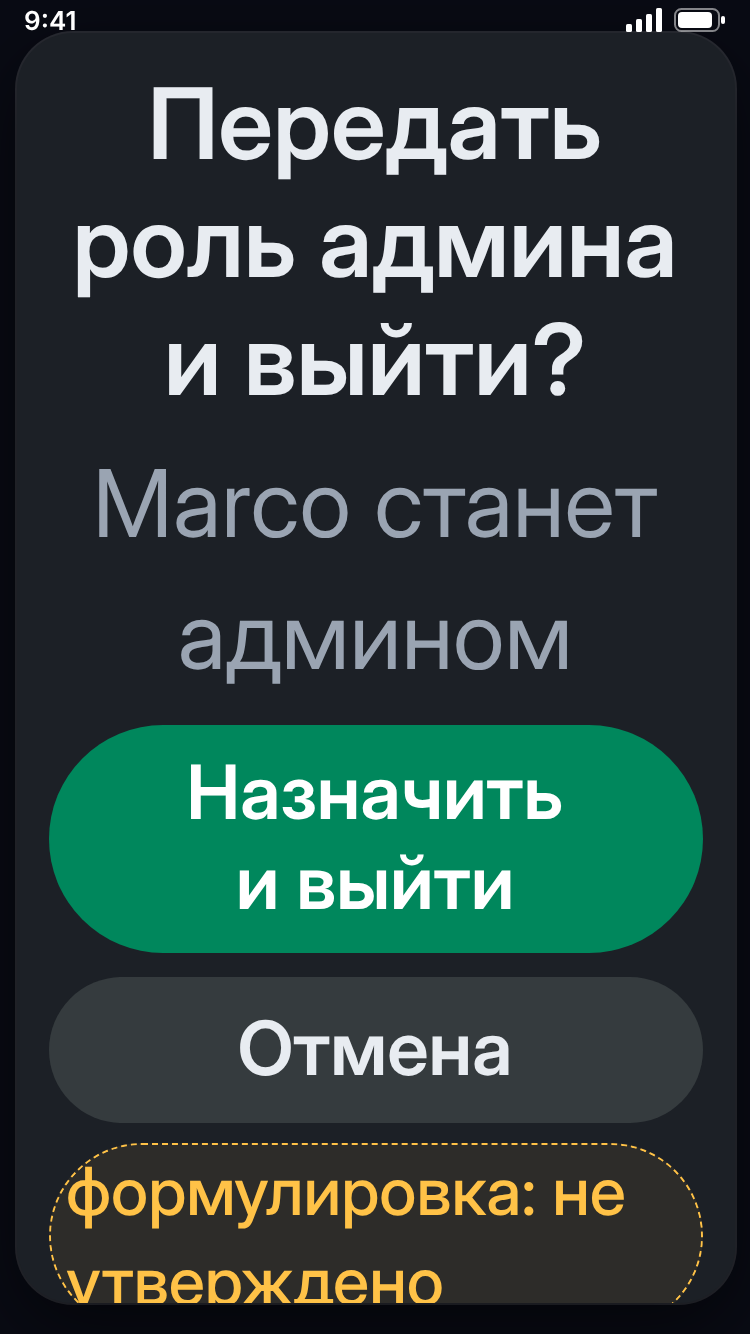 9:41
Передать
роль админа
и выйти?
Marco станет
админом
Назначить
и выйти
Отмена
формулировка: не
утверждено